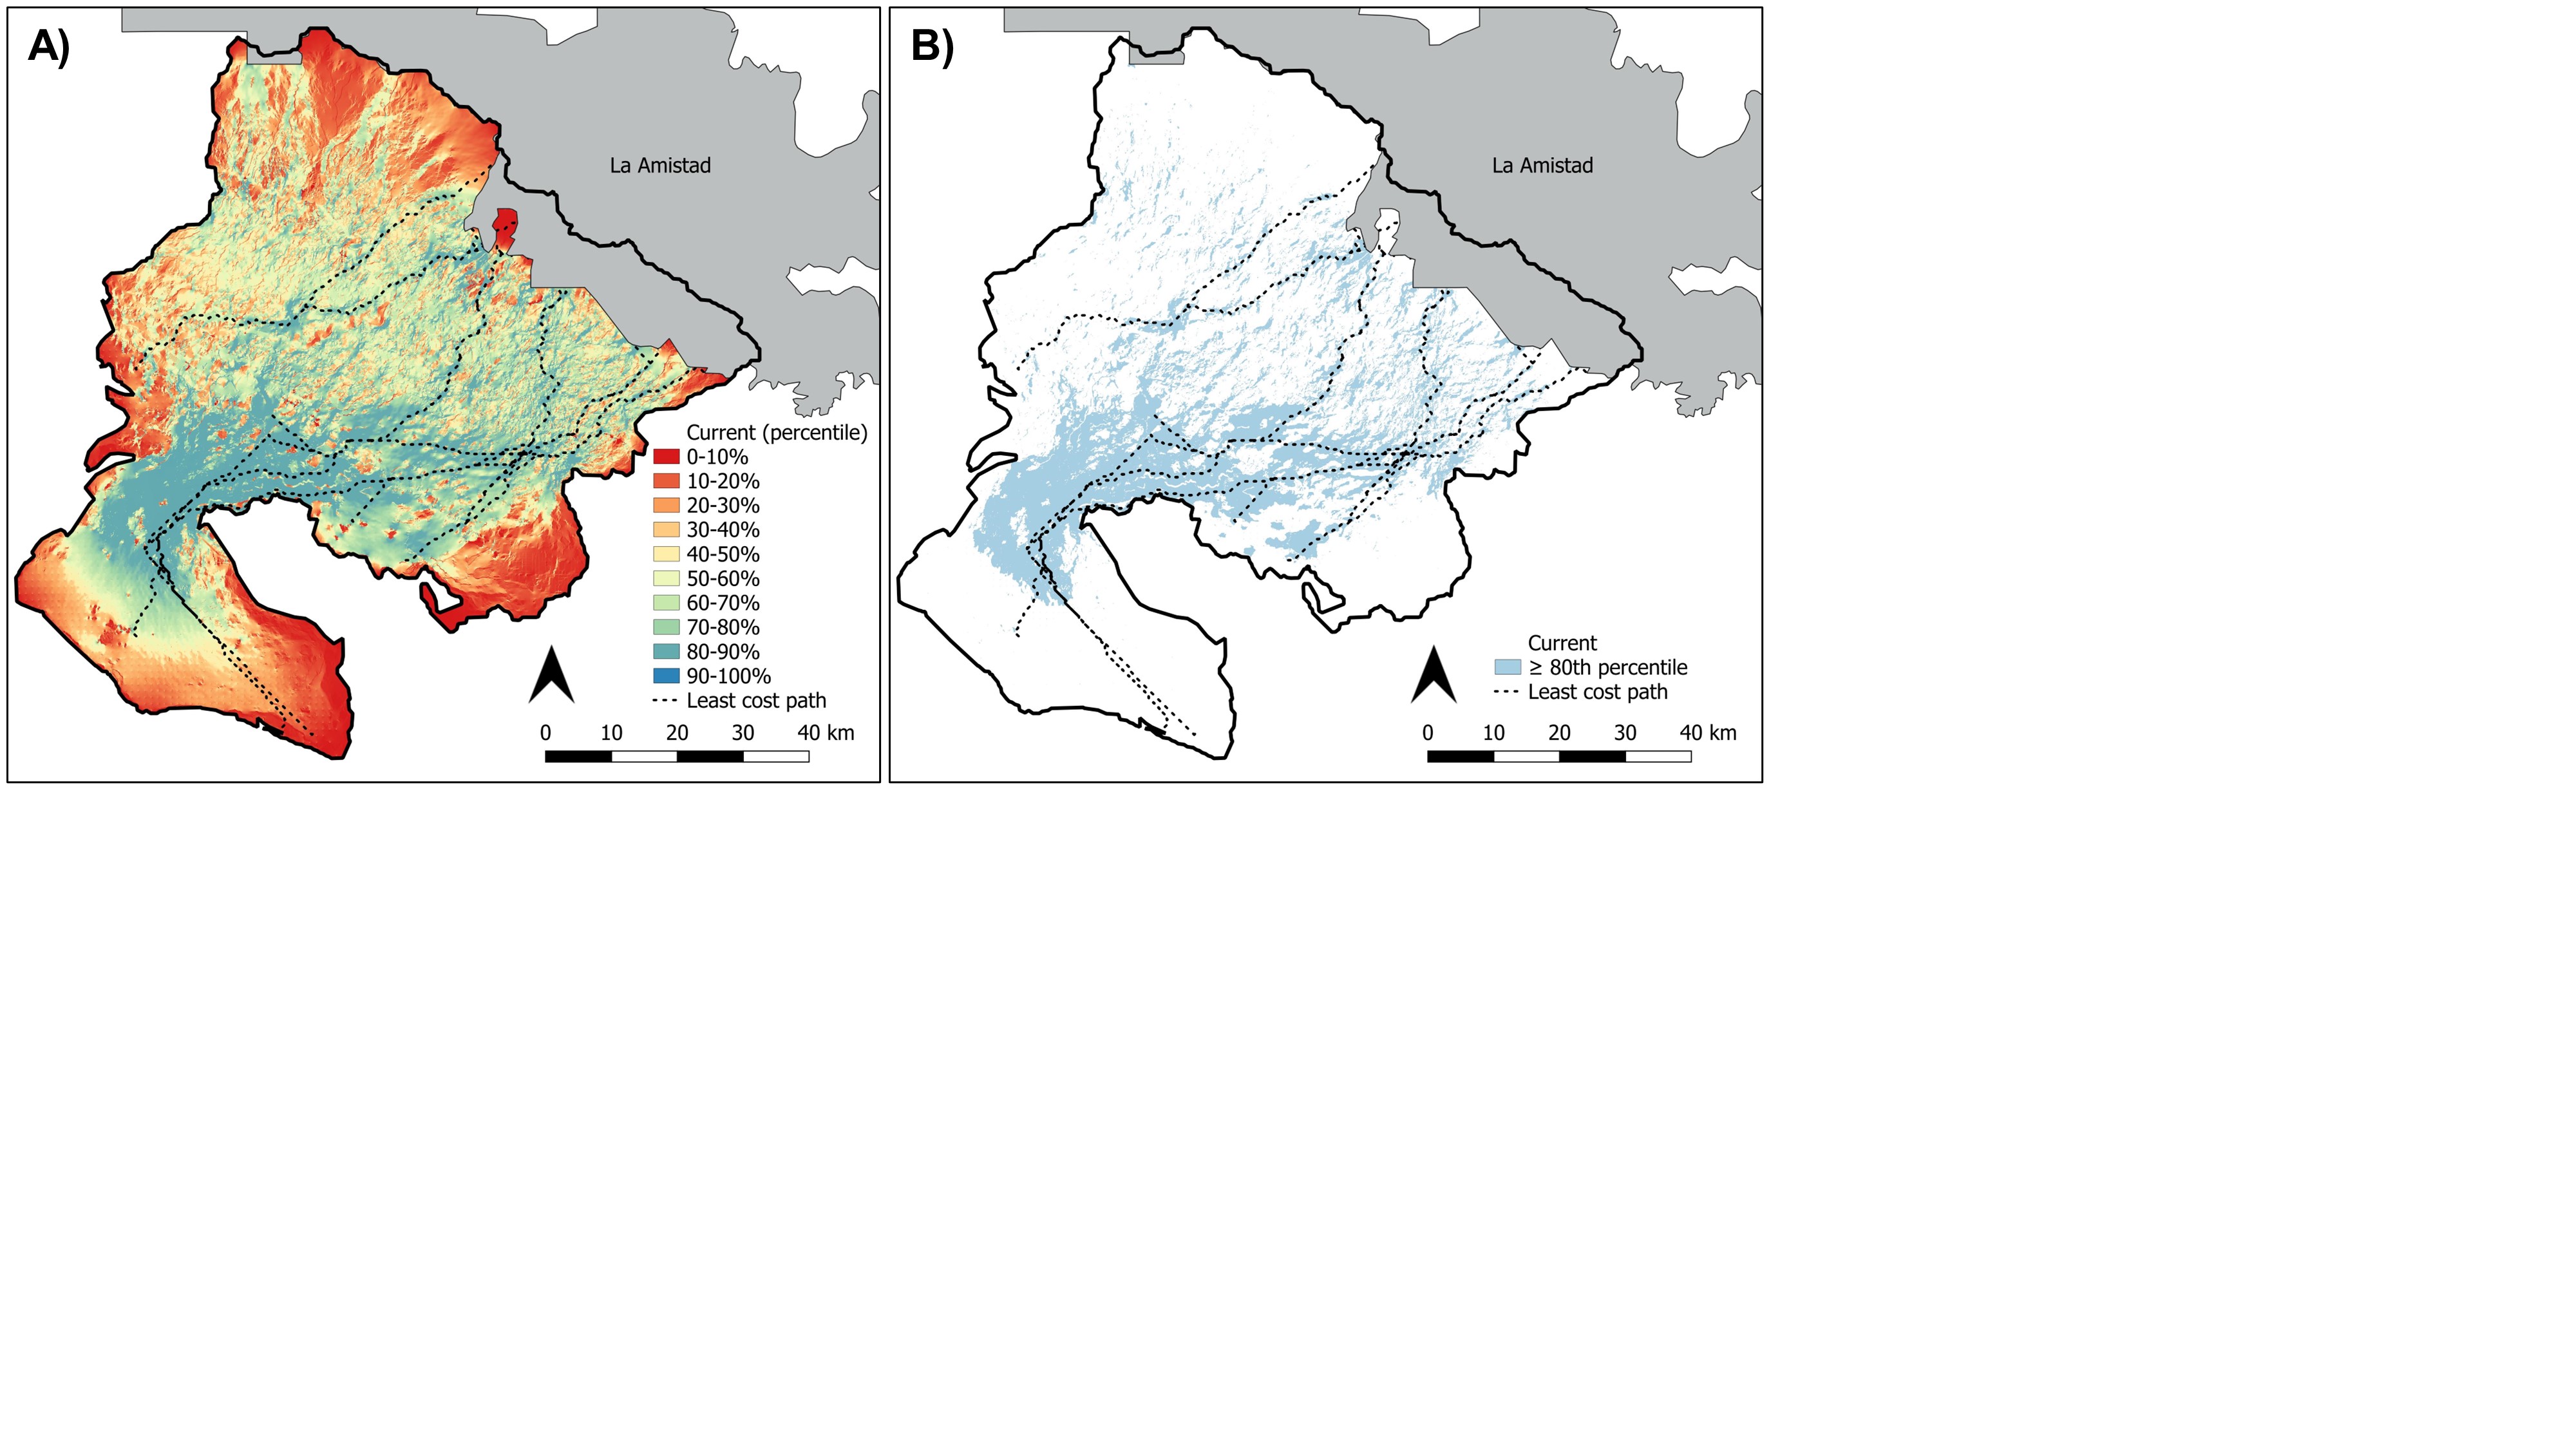 A)
La Amistad
Current (percentile)
0-10%
10-20%
20-30%
30-40%
40-50%
50-60%
60-70%
70-80%
80-90%
90-100%
Least cost path
0 10 20 30 40 km
B)
La Amistad
Current
≥ 80th percentile
Least cost path
0 10 20 30 40 km